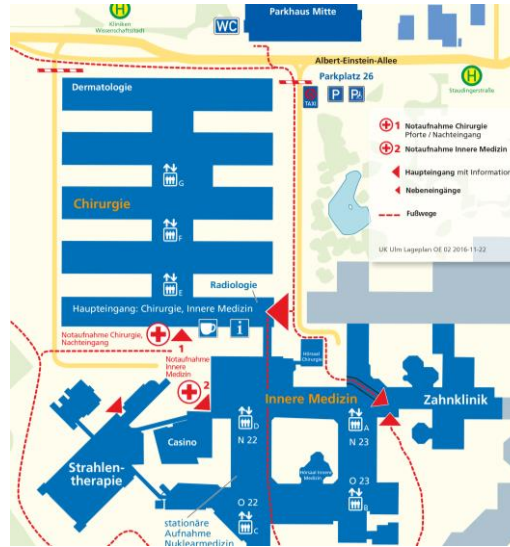 H
Kliniken
Wissenschaftsstadt
WC
Parkhaus Mitte
Albert-Einstein-Allee
Parkplatz 26
TAXI
P
P
H
Staudingerstraße
Dermatologie
1 Notaufnahme Chirurgie
Pforte / Nachteingang
2 Notaufnahme Innere Medizin
Haupteingang mit Information
Nebeneingänge
Fußwege
UK Ulm Lageplan OE 02 2016-11-22
G
Chirurgie
F
E
Radiologie
Haupteingang: Chirurgie, Innere Medizin
i
Notaufnahme Chirurgie,
Nachteingang
1
Notaufnahme
Innere
Medizin
2
Hörsaal
Chirurgie
Innere Medizin
Zahnklinik
D
N 22
A
N 23
Casino
Strahlen-
therapie
Hörsaal Innere
Medizin
O 22
C
O 23
B
stationäre
Aufnahme
Nuklearmedizin